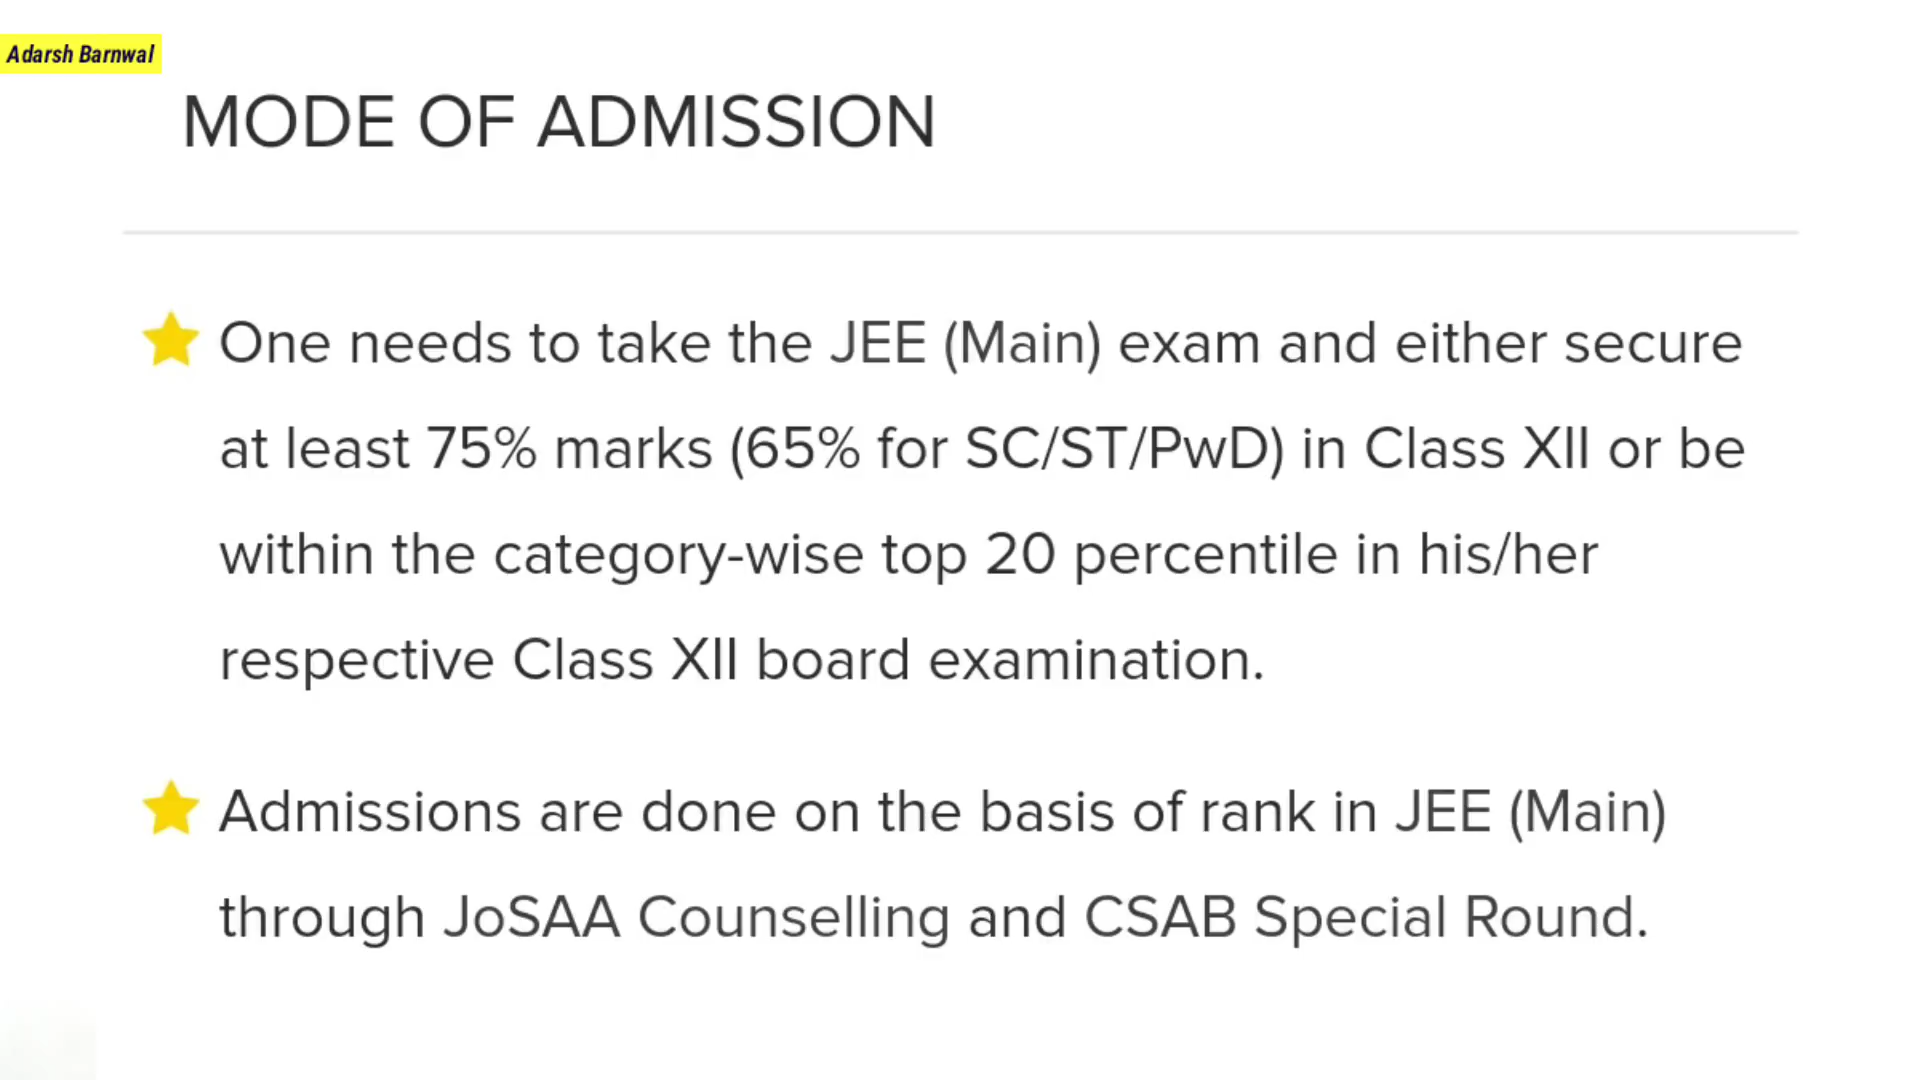 Adarsh Barnwal
MODE OF ADMISSION
One needs to take the JEE (Main) exam and either secure
at least 75% marks (65% for SC/ST/PwD) in Class XII or be
within the category-wise top 20 percentile in his/her
respective Class XII board examination.
Admissions are done on the basis of rank in JEE (Main)
through JoSAA Counselling and CSAB Special Round.